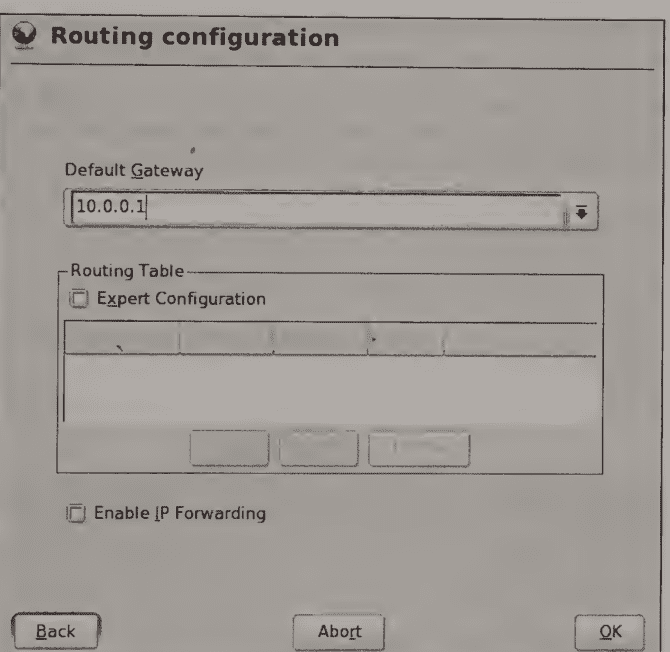 Routing configuration
Default Gateway
10.0.0.1
Routing Table
Expert Configuration
Enable IP Forwarding
Back
Abort
OK